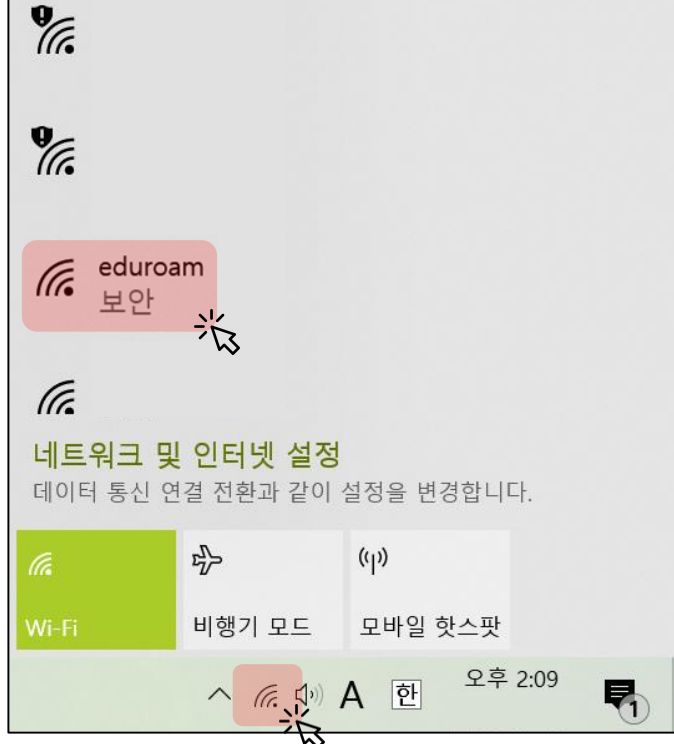 eduroam
보안
네트워크 및 인터넷 설정
데이터 통신 연결 전환과 같이 설정을 변경합니다.
Wi-Fi
비행기 모드
모바일 핫스팟
A 한 오후 2:09 1